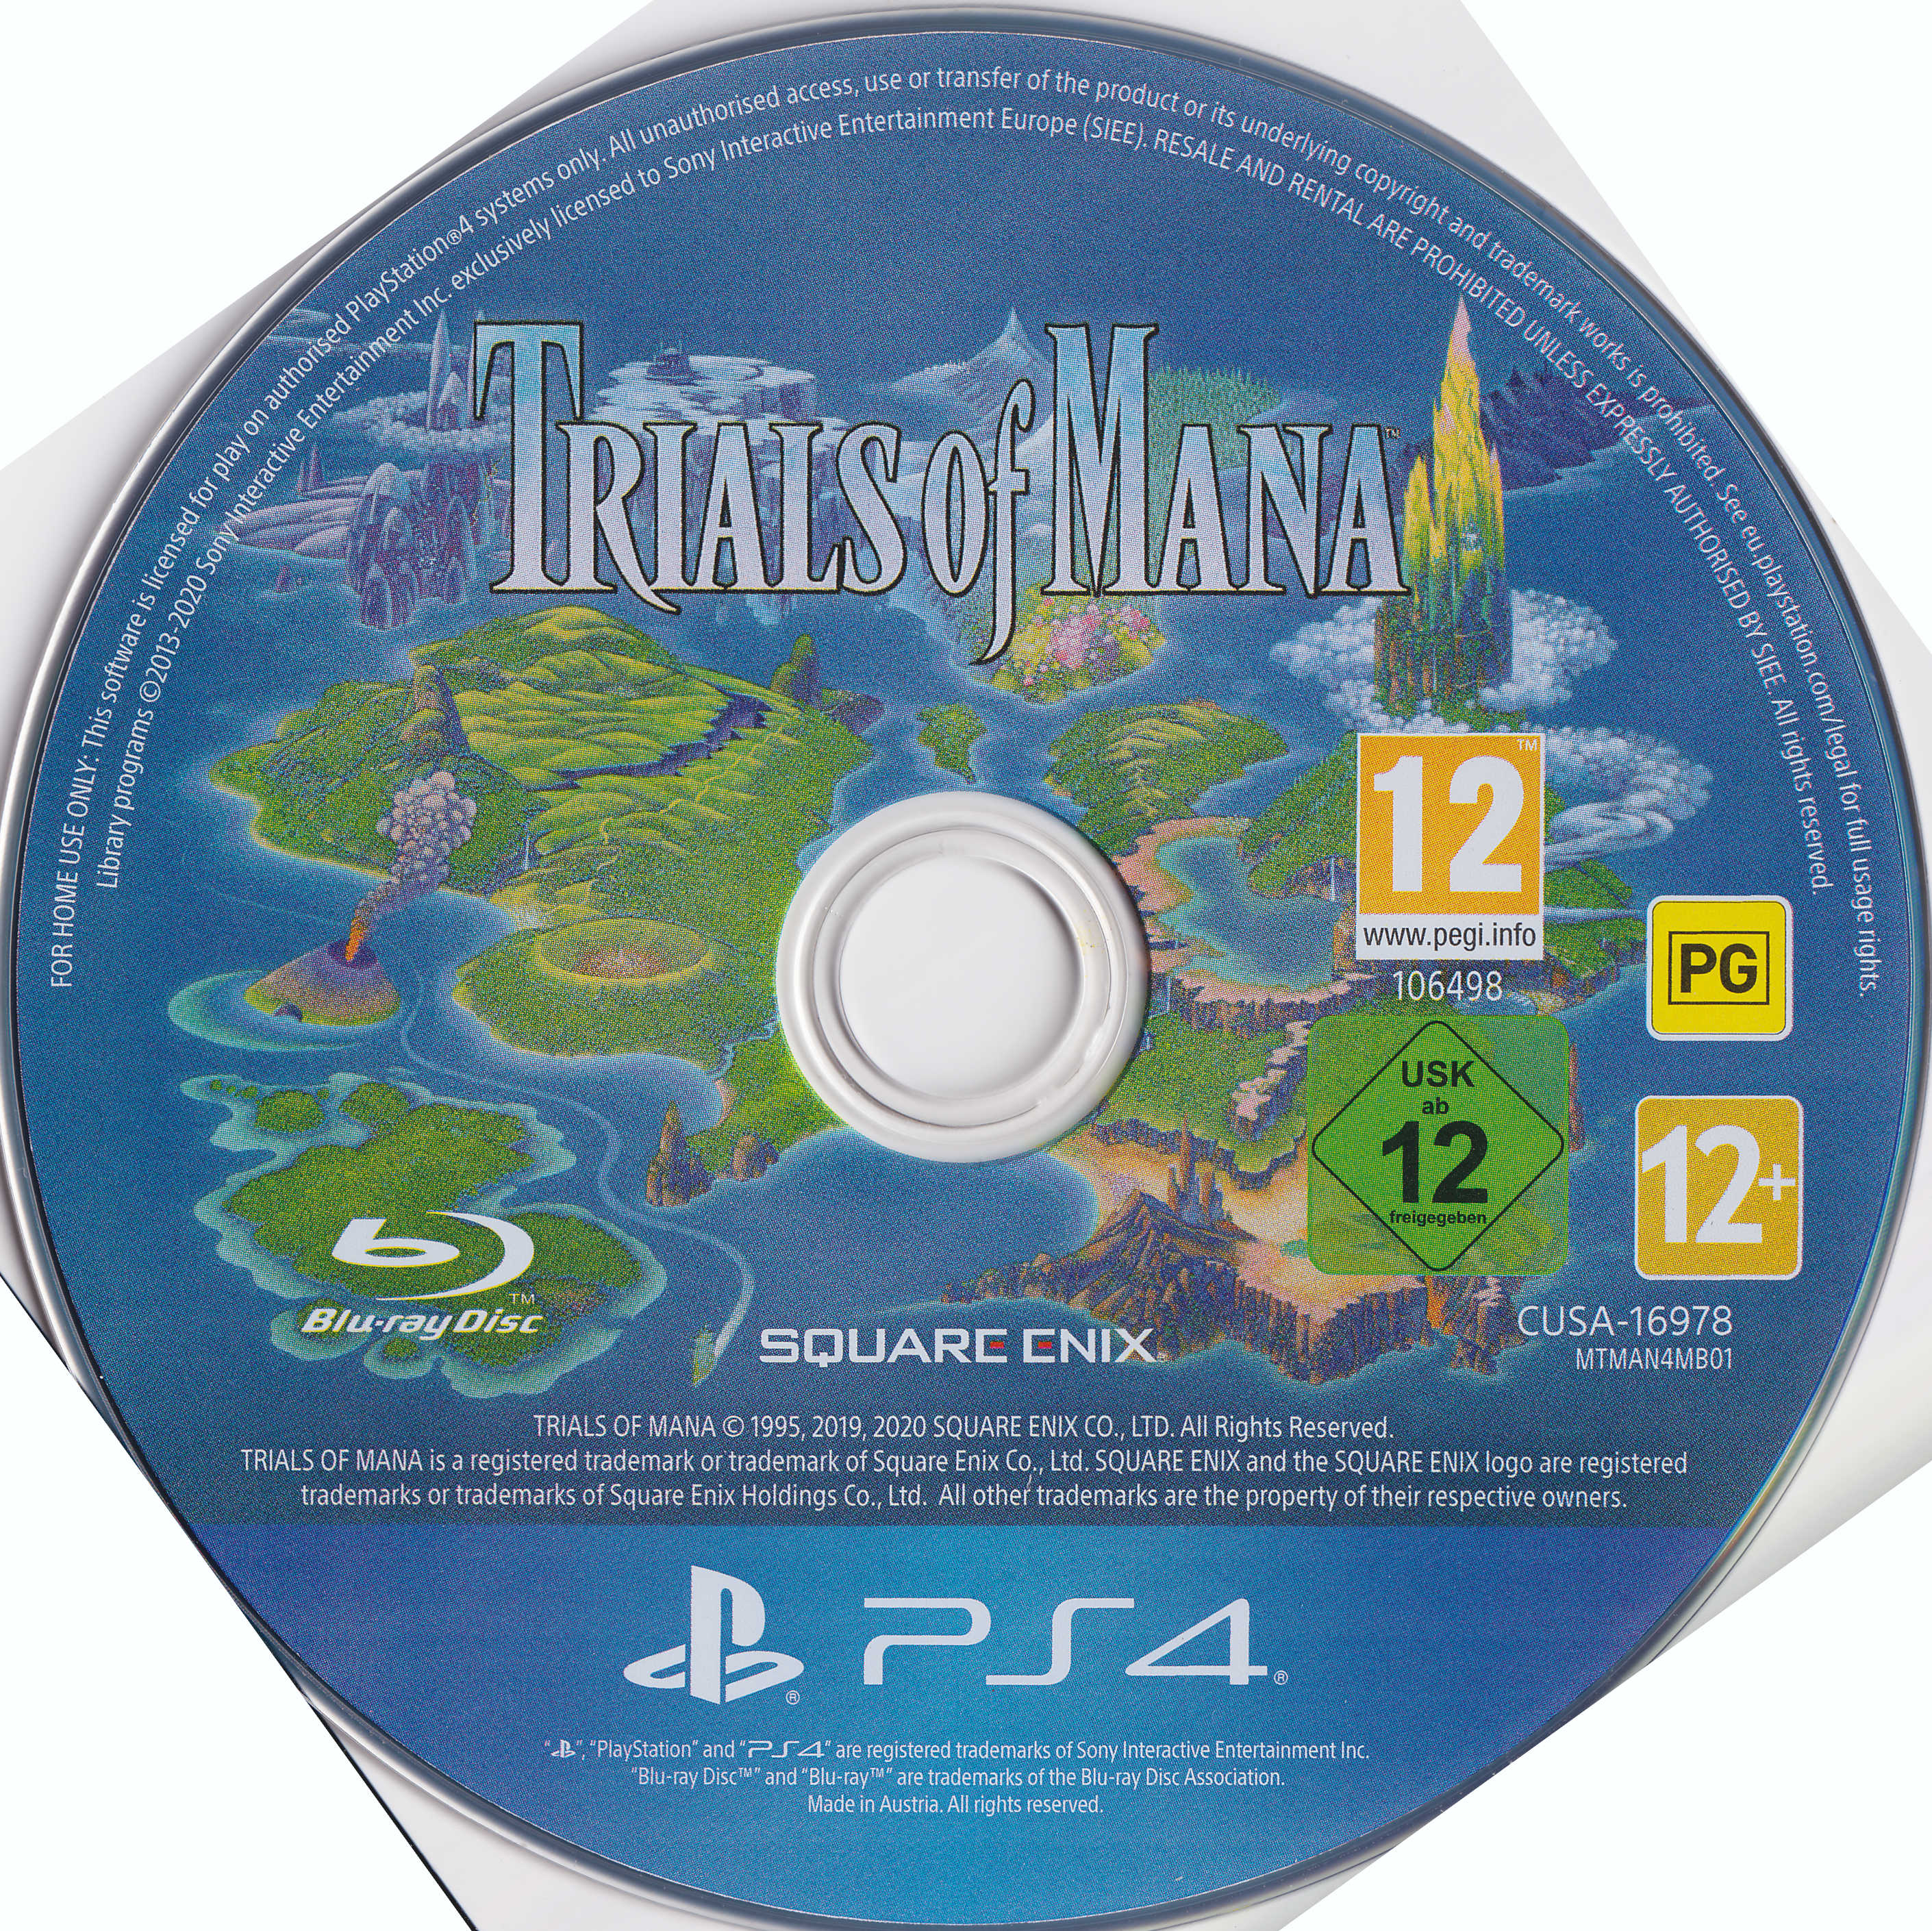 FOR HOME USE ONLY: This software is licensed for play on authorised PlayStation®4 systems only. All unauthorised access, use or transfer of the product or its underlying copyright and trademark works is prohibited. See eu.playstation.com/legal for full usage rights.
Library programs ©2013-2020 Sony Interactive Entertainment Inc. exclusively licensed to Sony Interactive Entertainment Europe (SIEE). RESALE AND RENTAL ARE PROHIBITED UNLESS EXPRESSLY AUTHORISED BY SIEE. All rights reserved.
TRIALS of MANA™
12™
www.pegi.info
106498
PG
USK
ab
12
freigegeben
12+
Blu-ray Disc™
SQUARE ENIX
CUSA-16978
MTMAN4MB01
TRIALS OF MANA © 1995, 2019, 2020 SQUARE ENIX CO., LTD. All Rights Reserved.
TRIALS OF MANA is a registered trademark or trademark of Square Enix Co., Ltd. SQUARE ENIX and the SQUARE ENIX logo are registered
trademarks or trademarks of Square Enix Holdings Co., Ltd. All other trademarks are the property of their respective owners.
PS4®
“PS”, “PlayStation” and “PS4” are registered trademarks of Sony Interactive Entertainment Inc.
“Blu-ray Disc™” and “Blu-ray™” are trademarks of the Blu-ray Disc Association.
Made in Austria. All rights reserved.